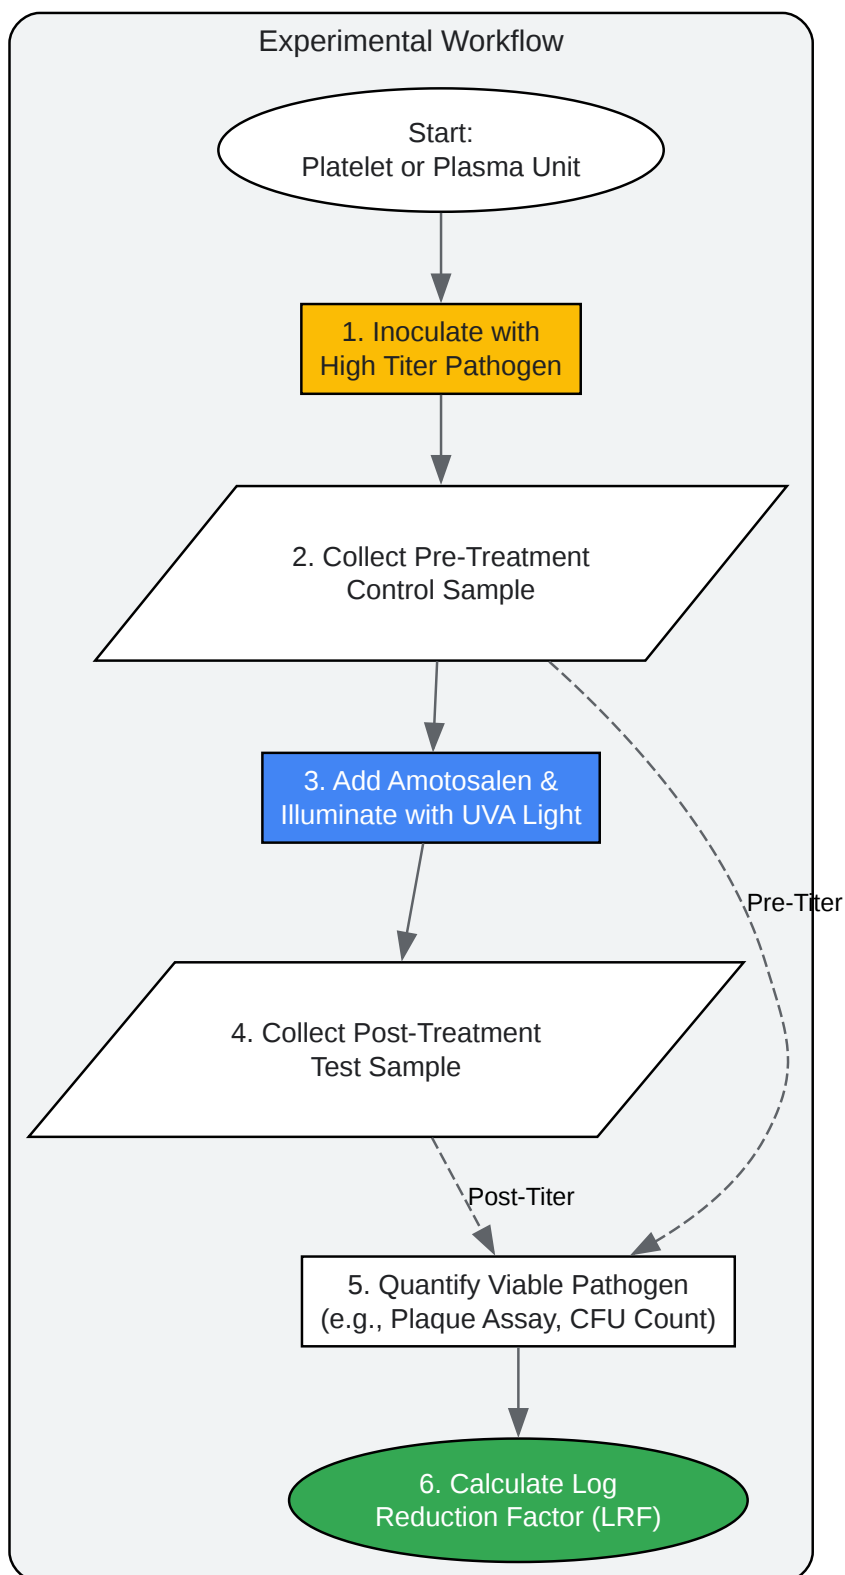 Experimental Workflow
Start:
Platelet or Plasma Unit
1. Inoculate with
High Titer Pathogen
2. Collect Pre-Treatment
Control Sample
3. Add Amotosalen &
Illuminate with UVA Light
Pre-Titer
4. Collect Post-Treatment
Test Sample
Post-Titer
5. Quantify Viable Pathogen
(e.g., Plaque Assay, CFU Count)
6. Calculate Log
Reduction Factor (LRF)